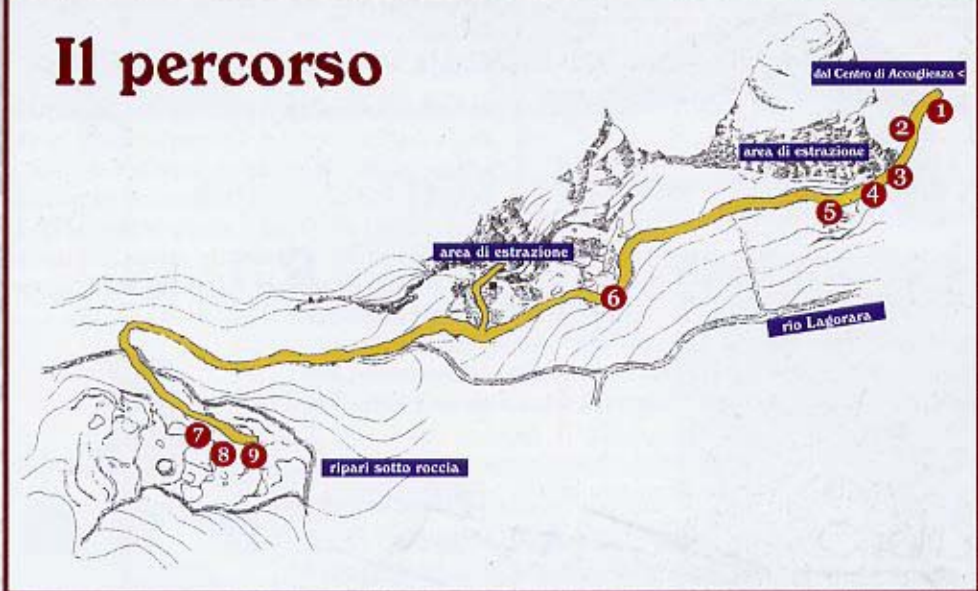 Il percorso
dal Centro di Accoglienza <
1
2
area di estrazione
3
4
5
area di estrazione
6
rio Lagorara
7
8
9
ripari sotto roccia